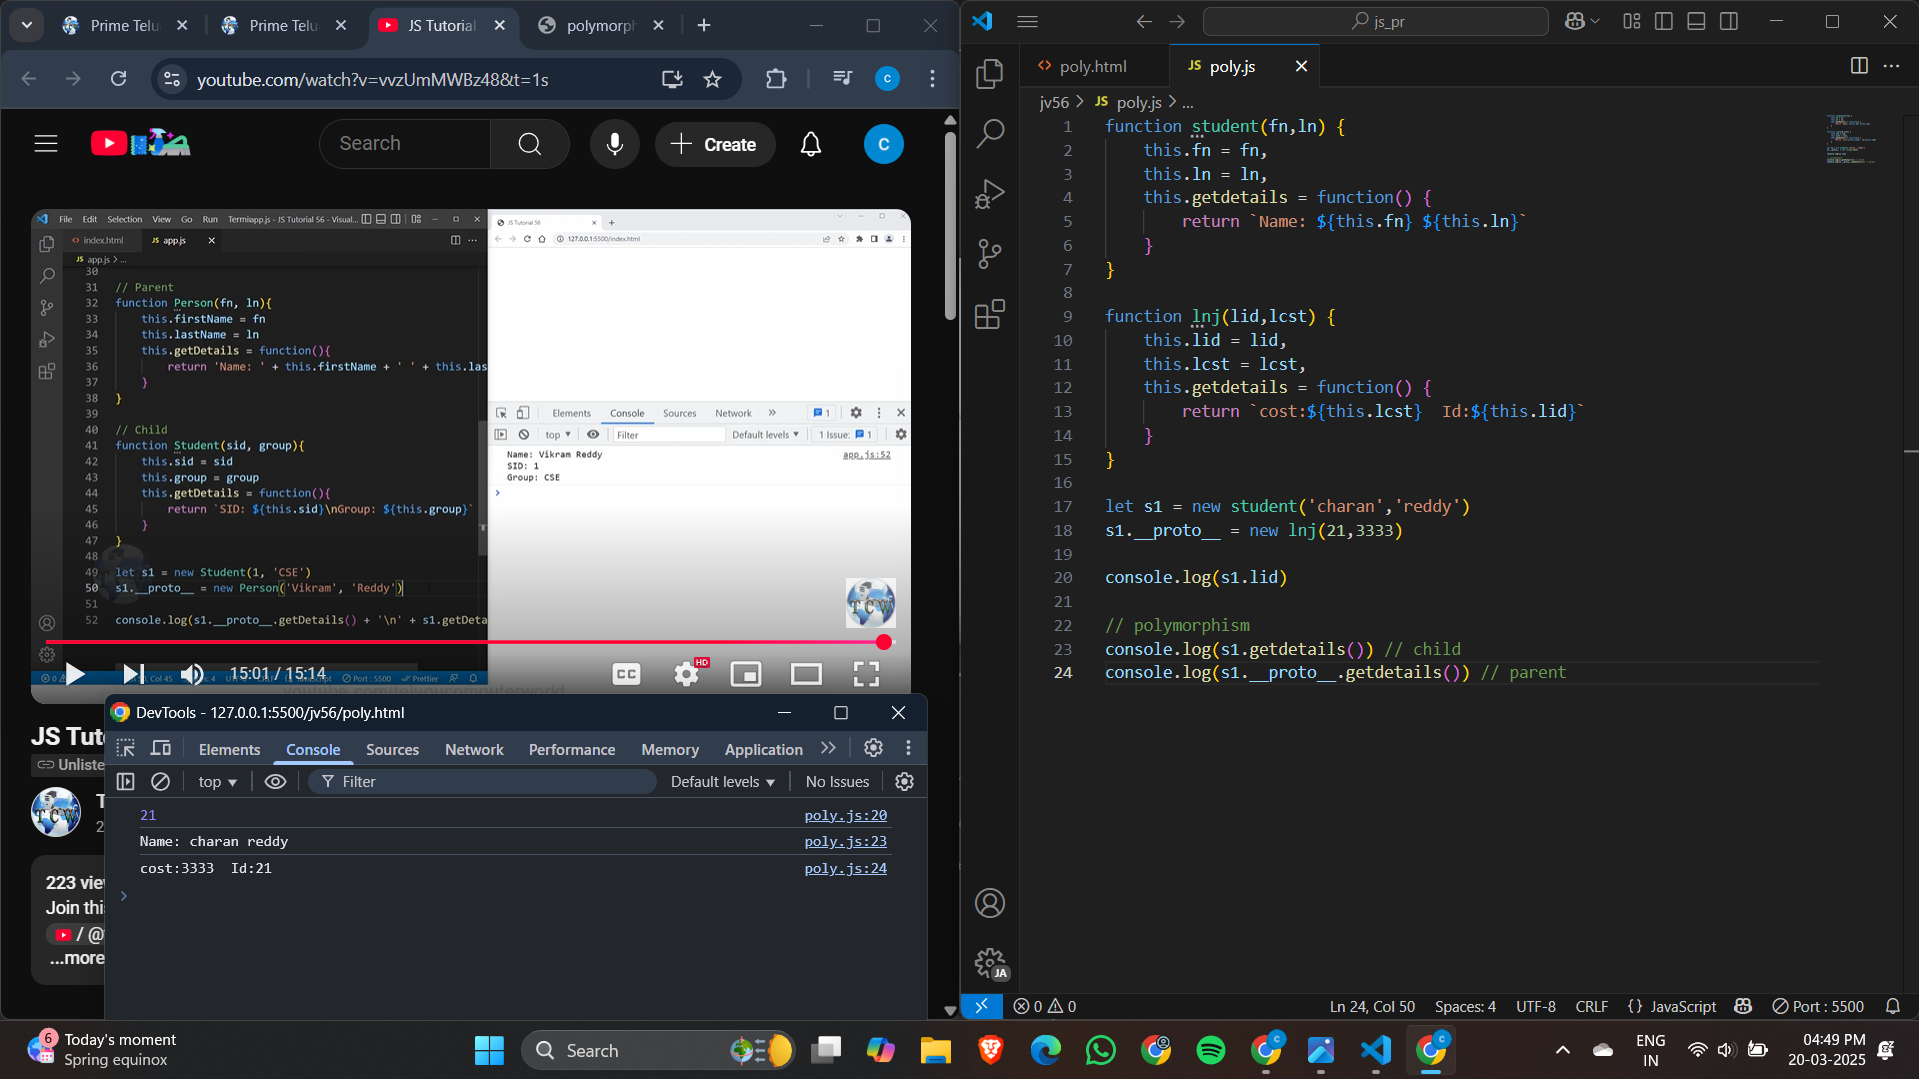 Prime Telu
Prime Telu
JS Tutorial
polymorph
youtube.com/watch?v=vvzUmMWBz48&t=1s
Search
Create
C
File Edit Selection View Go Run Termiapp.js - JS Tutorial 56 - Visual...
index.html
JS app.js
JS app.js > ...
30
31 // Parent
32 function Person(fn, ln){
33 this.firstName = fn
34 this.lastName = ln
35 this.getDetails = function(){
36 return 'Name: ' + this.firstName + ' ' + this.las
37 }
38 }
39
40 // Child
41 function Student(sid, group){
42 this.sid = sid
43 this.group = group
44 this.getDetails = function(){
45 return `SID: ${this.sid}\nGroup: ${this.group}`
46 }
47 }
48
49 let s1 = new Student(1, 'CSE')
50 s1.__proto__ = new Person('Vikram', 'Reddy')
51
52 console.log(s1.__proto__.getDetails() + '\n' + s1.getDeta
JS Tutorial 56
127.0.0.1:5500/index.html
Elements Console Sources Network
1
top
Filter
Default levels
1 Issue: 1
Name: Vikram Reddy
app.js:52
SID: 1
Group: CSE
TCW
15:01 / 15:14
CC
HD
Port : 5500
Prettier
youtube.com/telugucomputerworld
JS Tut
Unliste
T
2
223 vie
Join thi
/ @
...more
DevTools - 127.0.0.1:5500/jv56/poly.html
Elements Console Sources Network Performance Memory Application
top
Filter
Default levels
No Issues
21
poly.js:20
Name: charan reddy
poly.js:23
cost:3333 Id:21
poly.js:24
js_pr
poly.html
JS poly.js
jv56 > JS poly.js > ...
1 function student(fn,ln) {
2 this.fn = fn,
3 this.ln = ln,
4 this.getdetails = function() {
5 return `Name: ${this.fn} ${this.ln}`
6 }
7 }
8
9 function lnj(lid,lcst) {
10 this.lid = lid,
11 this.lcst = lcst,
12 this.getdetails = function() {
13 return `cost:${this.lcst}  Id:${this.lid}`
14 }
15 }
16
17 let s1 = new student('charan','reddy')
18 s1.__proto__ = new lnj(21,3333)
19
20 console.log(s1.lid)
21
22 // polymorphism
23 console.log(s1.getdetails()) // child
24 console.log(s1.__proto__.getdetails()) // parent
JA
0 0
Ln 24, Col 50
Spaces: 4
UTF-8
CRLF
{ } JavaScript
Port : 5500
6
Today's moment
Spring equinox
Search
ENG
IN
04:49 PM
20-03-2025